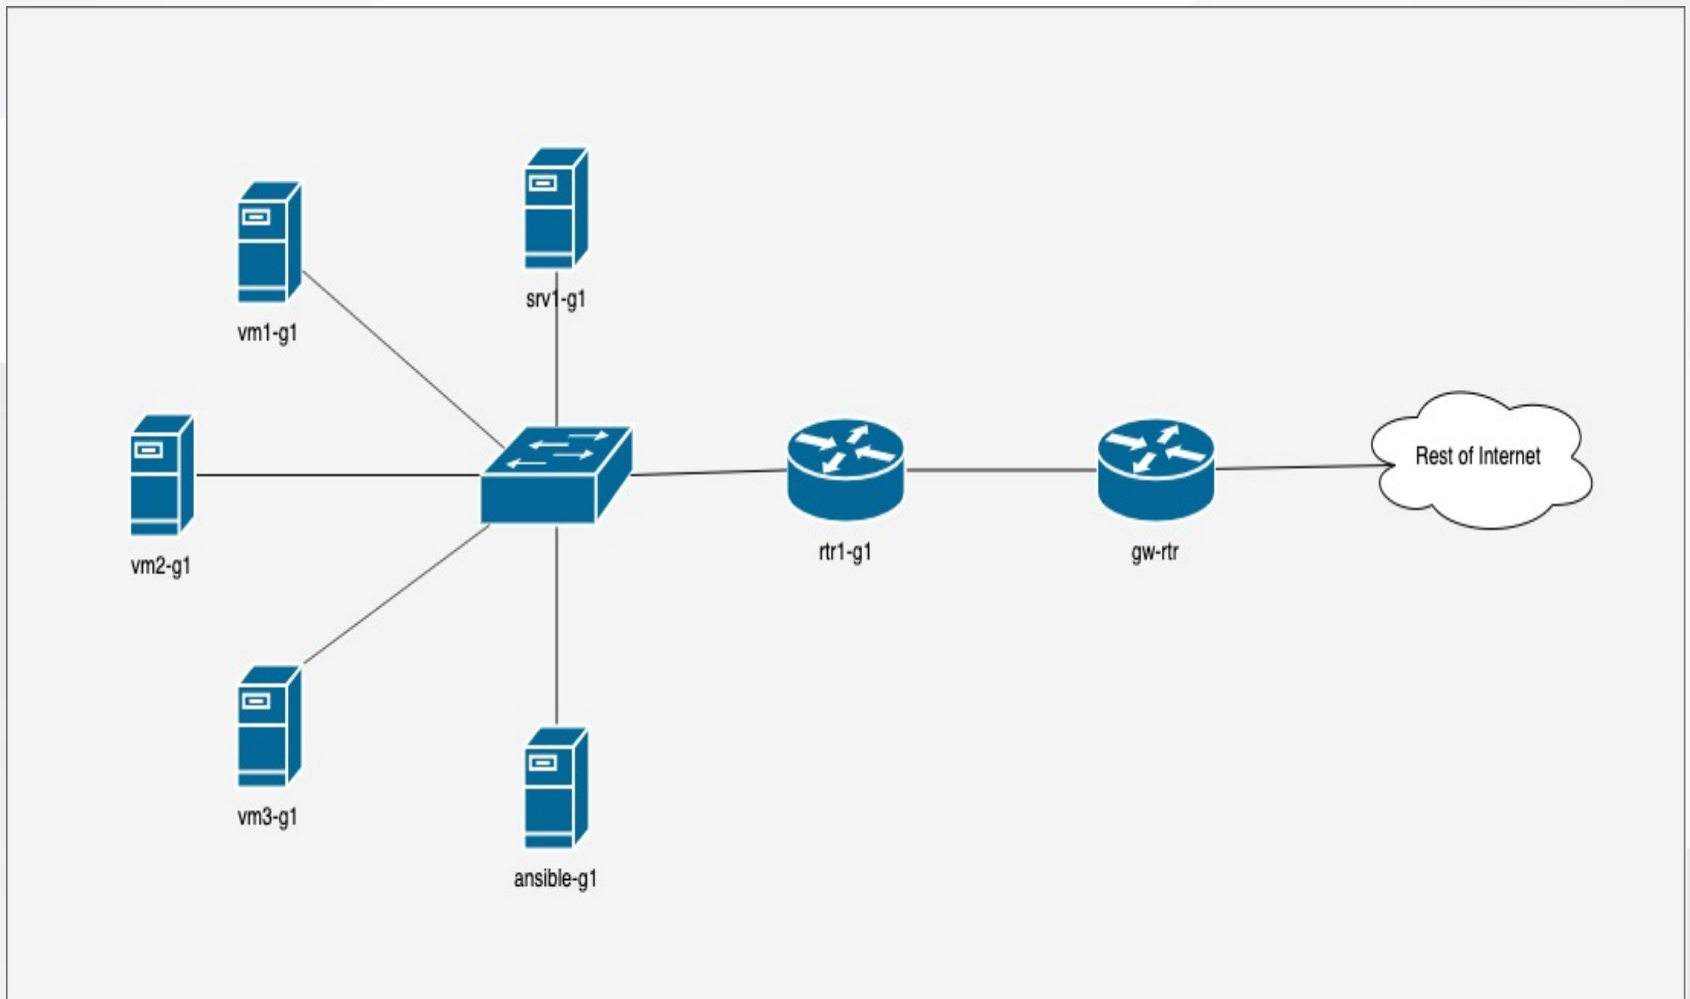 srv1-g1
vm1-g1
Rest of Internet
rtr1-g1
gw-rtr
vm2-g1
vm3-g1
ansible-g1